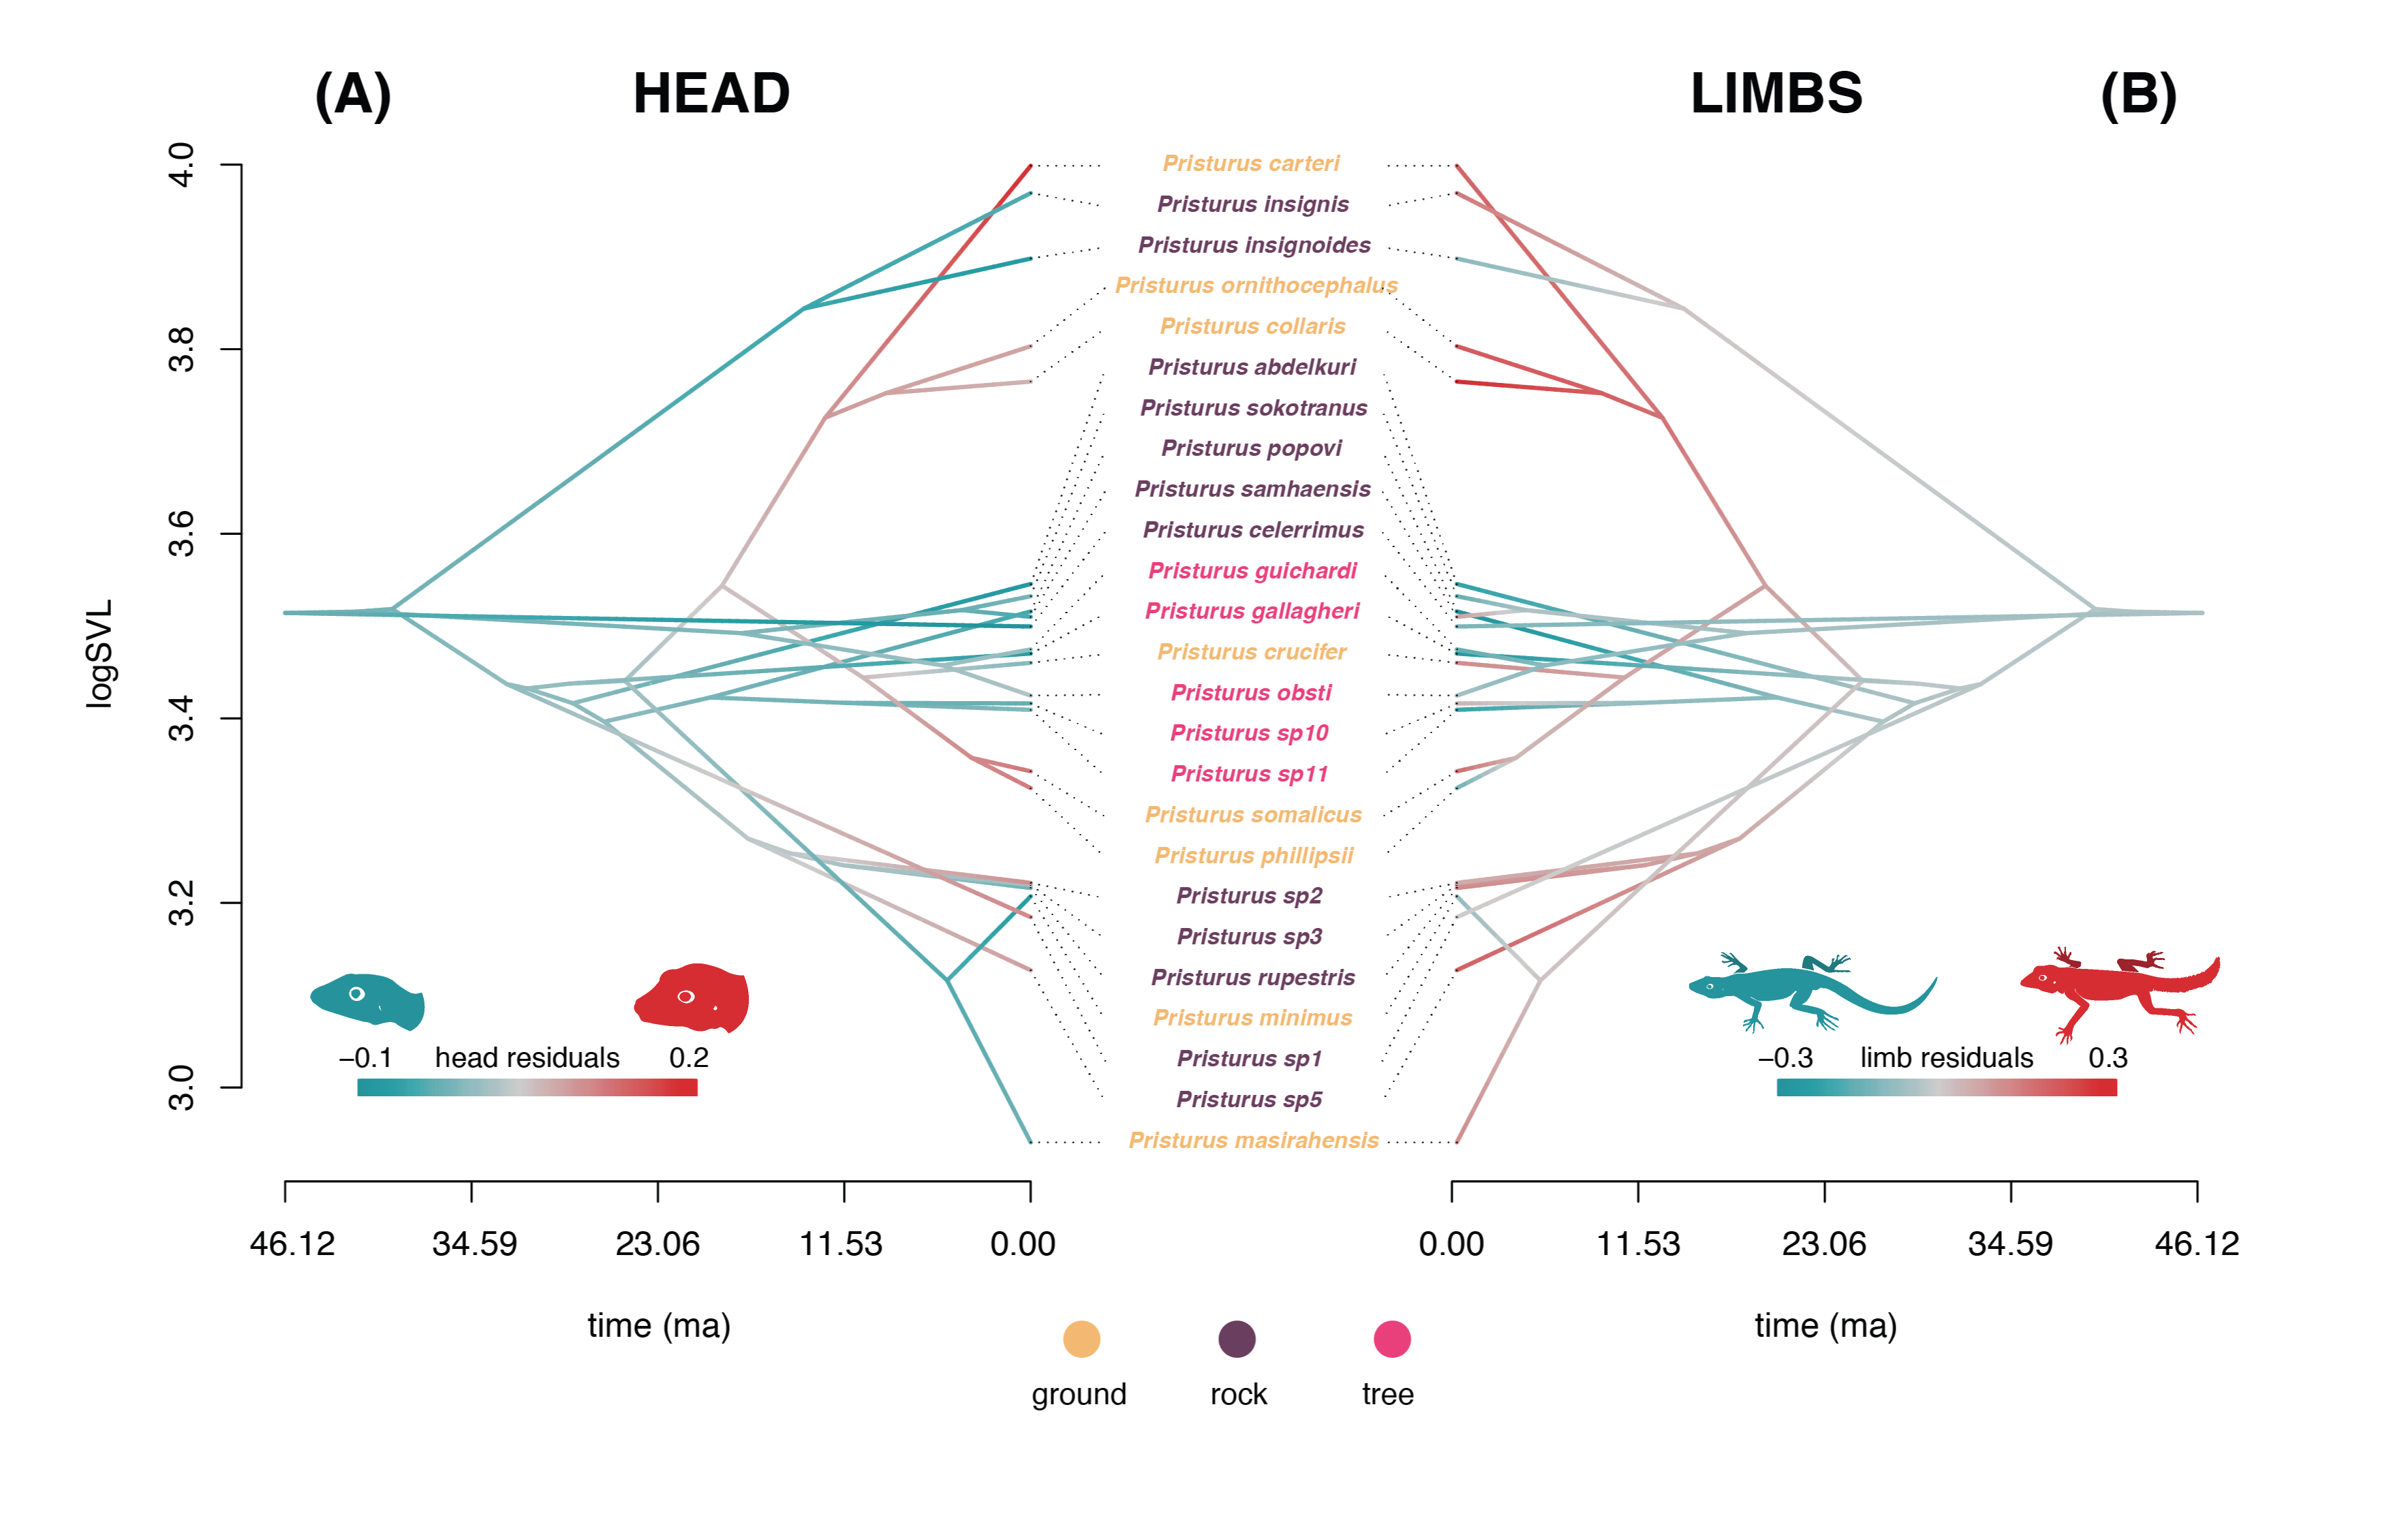 (A) HEAD LIMBS (B)
logSVL
4.0
3.8
3.6
3.4
3.2
3.0
Pristurus carteri
Pristurus insignis
Pristurus insignoides
Pristurus ornithocephalus
Pristurus collaris
Pristurus abdelkuri
Pristurus sokotranus
Pristurus popovi
Pristurus samhaensis
Pristurus celerrimus
Pristurus guichardi
Pristurus gallagheri
Pristurus crucifer
Pristurus obsti
Pristurus sp10
Pristurus sp11
Pristurus somalicus
Pristurus phillipsii
Pristurus sp2
Pristurus sp3
Pristurus rupestris
Pristurus minimus
Pristurus sp1
Pristurus sp5
Pristurus masirahensis
−0.1 head residuals 0.2
−0.3 limb residuals 0.3
46.12 34.59 23.06 11.53 0.00
0.00 11.53 23.06 34.59 46.12
time (ma)
time (ma)
ground rock tree